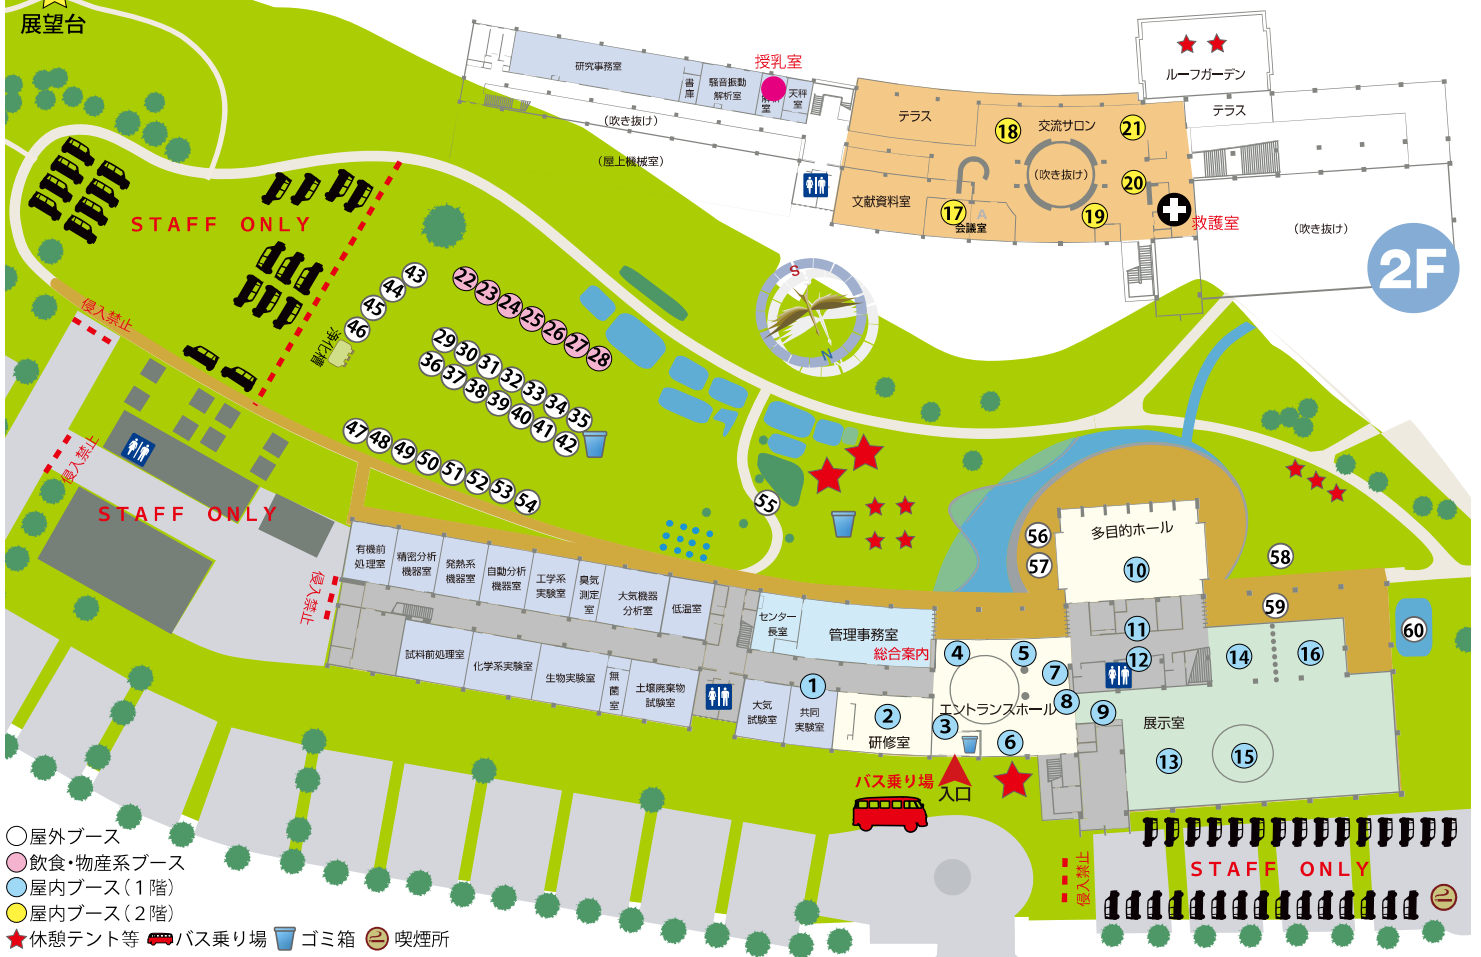 展望台
研究事務室
書庫
騒音振動
解析室
授乳室
解析室
天秤室
(吹き抜け)
(屋上機械室)
テラス
18
交流サロン
21
(吹き抜け)
20
文献資料室
17
A
会議室
19
救護室
ルーフガーデン
テラス
(吹き抜け)
2F
S
N
STAFF ONLY
侵入禁止
浄化槽
43
44
45
46
22
23
24
25
26
27
28
29
30
31
32
33
34
35
36
37
38
39
40
41
42
47
48
49
50
51
52
53
54
55
侵入禁止
STAFF ONLY
侵入禁止
有機前
処理室
精密分析
機器室
発熱系
機器室
自動分析
機器室
工学系
実験室
臭気
測定
室
大気機器
分析室
低温室
センター
長室
管理事務室
総合案内
試料前処理室
化学系実験室
生物実験室
無菌室
土壌廃棄物
試験室
大気
試験室
共同
実験室
1
2
研修室
3
4
5
6
7
8
エントランスホール
9
56
57
多目的ホール
10
11
12
58
59
60
14
16
展示室
13
15
バス乗り場
入口
侵入禁止
STAFF ONLY
屋外ブース
飲食・物産系ブース
屋内ブース(1階)
屋内ブース(2階)
休憩テント等
バス乗り場
ゴミ箱
喫煙所